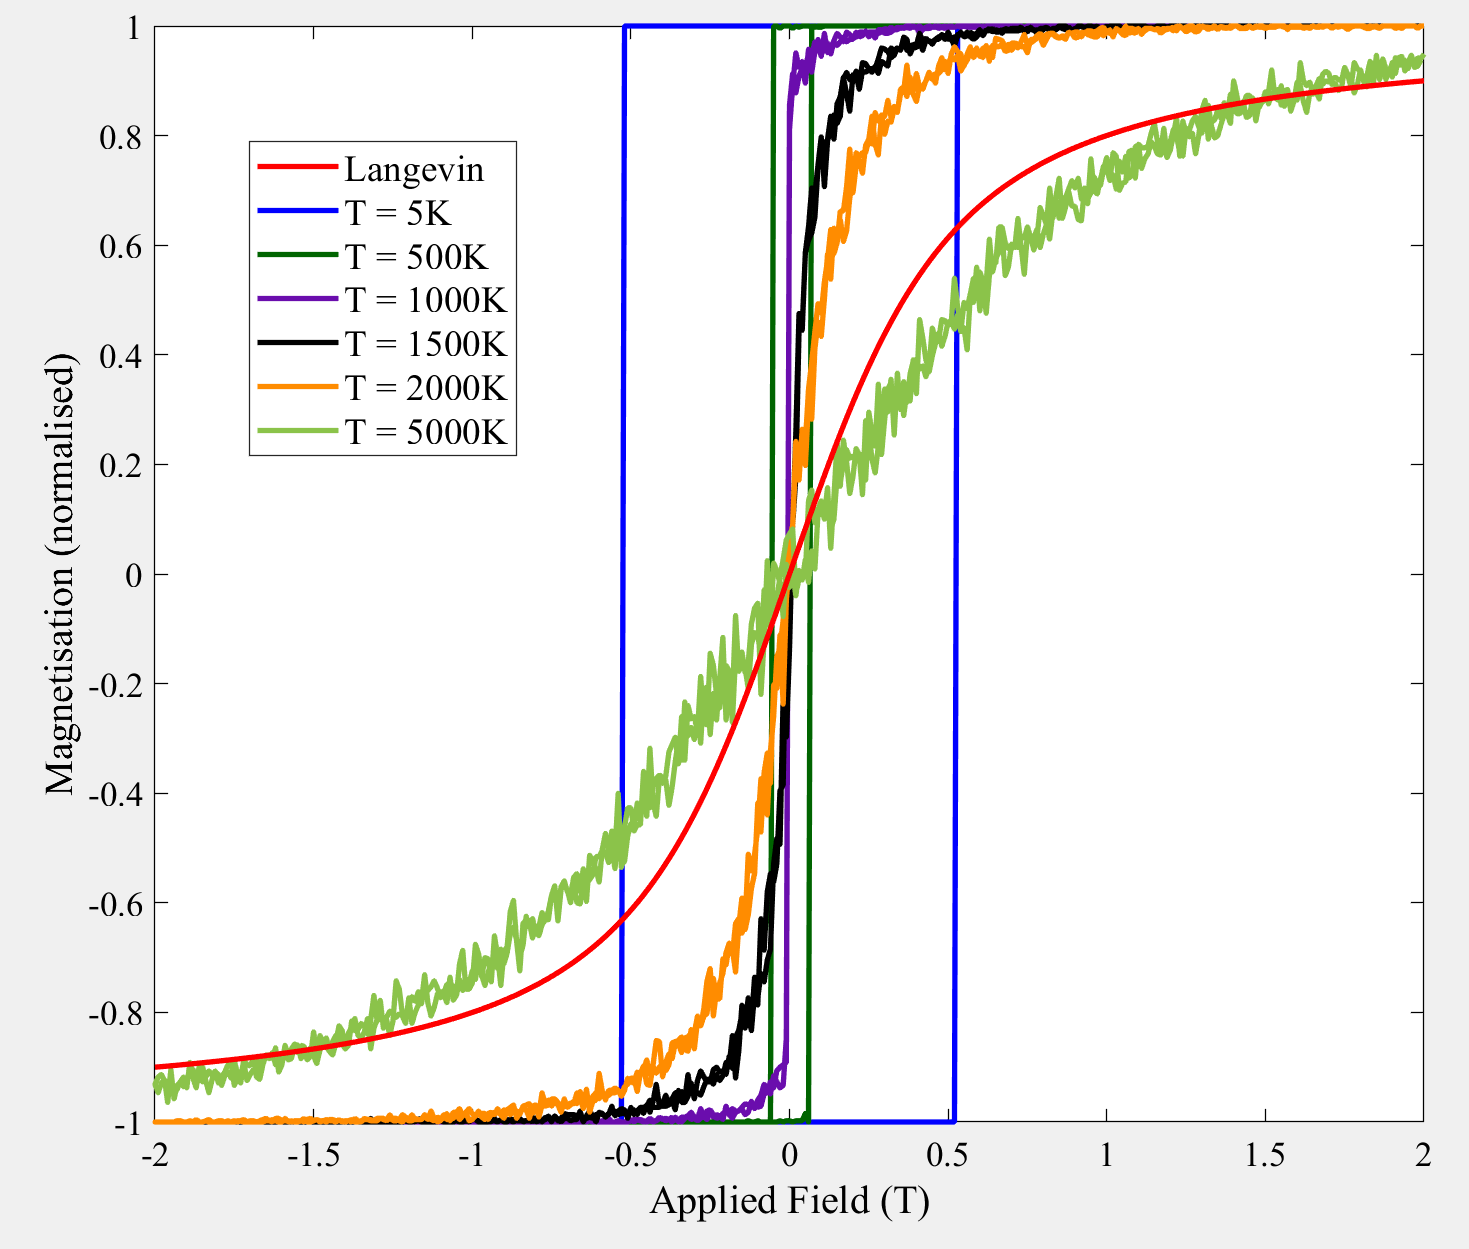 1
0.8
0.6
0.4
0.2
0
-0.2
-0.4
-0.6
-0.8
-1
Magnetisation (normalised)
Langevin
T = 5K
T = 500K
T = 1000K
T = 1500K
T = 2000K
T = 5000K
-2 -1.5 -1 -0.5 0 0.5 1 1.5 2
Applied Field (T)